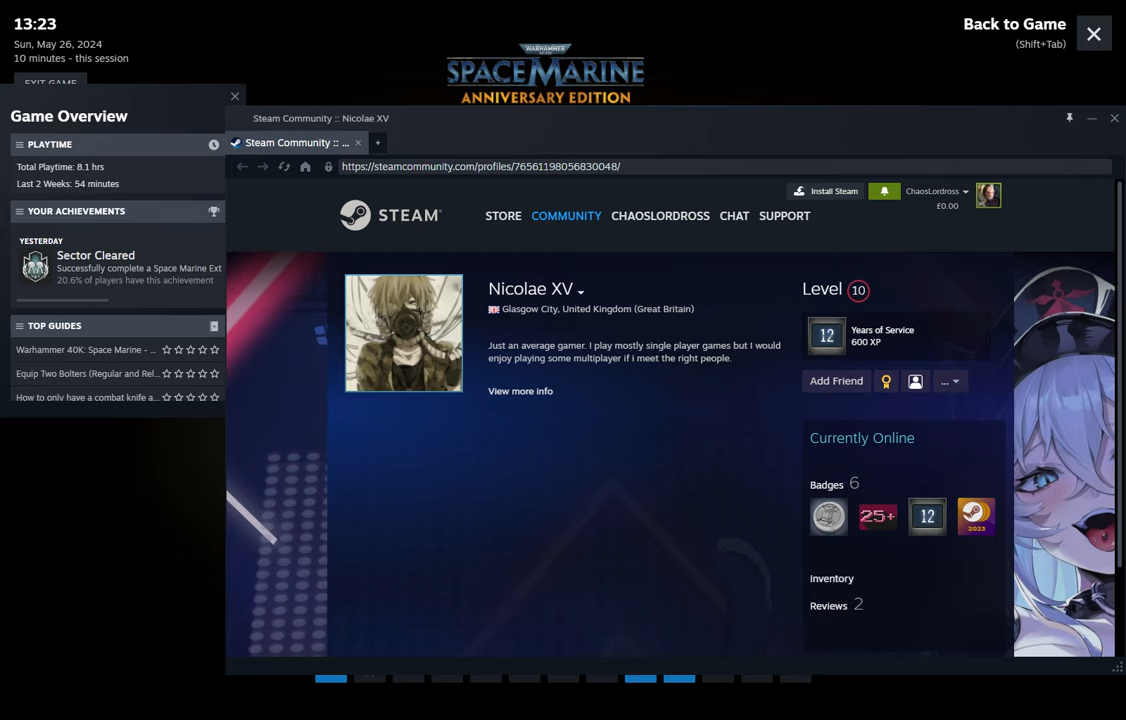 13:23
Sun, May 26, 2024
10 minutes - this session
EXIT GAME
Back to Game
(Shift+Tab)
WARHAMMER
SPACE MARINE
ANNIVERSARY EDITION
Game Overview
PLAYTIME
Total Playtime: 8.1 hrs
Last 2 Weeks: 54 minutes
YOUR ACHIEVEMENTS
YESTERDAY
Sector Cleared
Successfully complete a Space Marine Ext
20.6% of players have this achievement
TOP GUIDES
Warhammer 40K: Space Marine - ...
Equip Two Bolters (Regular and Rel...
How to only have a combat knife a...
Steam Community :: Nicolae XV
Steam Community :: ...
https://steamcommunity.com/profiles/76561198056830048/
Install Steam
ChaosLordross
£0.00
STEAM
STORE COMMUNITY CHAOSLORDROSS CHAT SUPPORT
Nicolae XV
Glasgow City, United Kingdom (Great Britain)
Just an average gamer. I play mostly single player games but I would
enjoy playing some multiplayer if i meet the right people.
View more info
Level 10
12
Years of Service
600 XP
Add Friend
...
Currently Online
Badges 6
25+
12
2023
Inventory
Reviews 2